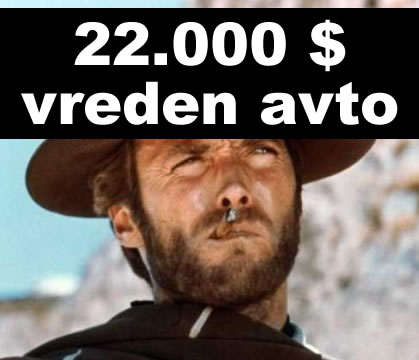 22.000 $
vreden avto